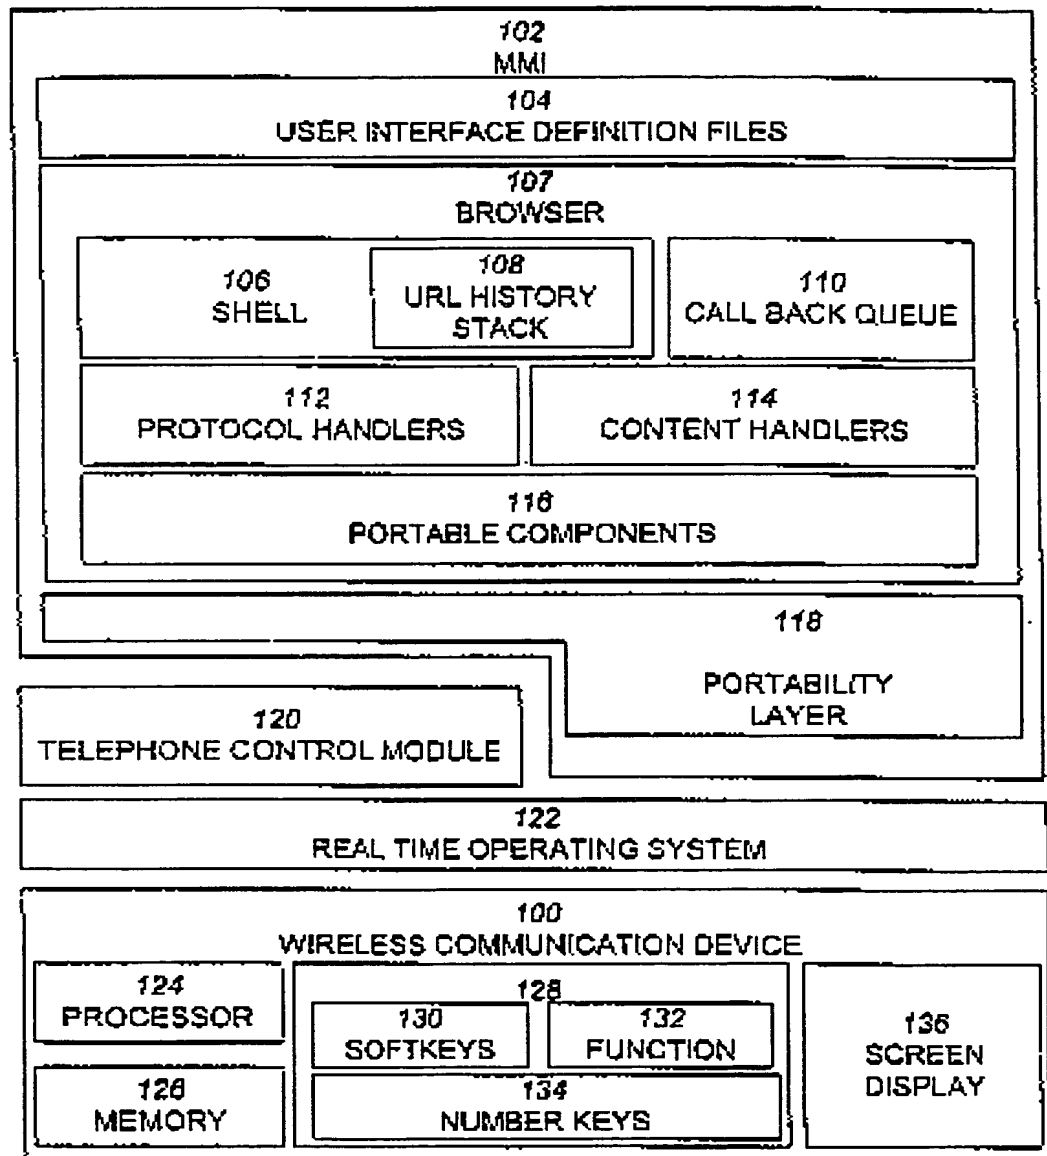 102
MMI
104
USER INTERFACE DEFINITION FILES
107
BROWSER
106
SHELL
108
URL HISTORY
STACK
110
CALL BACK QUEUE
112
PROTOCOL HANDLERS
114
CONTENT HANDLERS
116
PORTABLE COMPONENTS
118
PORTABILITY
LAYER
120
TELEPHONE CONTROL MODULE
122
REAL TIME OPERATING SYSTEM
100
WIRELESS COMMUNICATION DEVICE
124
PROCESSOR
126
MEMORY
128
130
SOFTKEYS
132
FUNCTION
134
NUMBER KEYS
136
SCREEN
DISPLAY